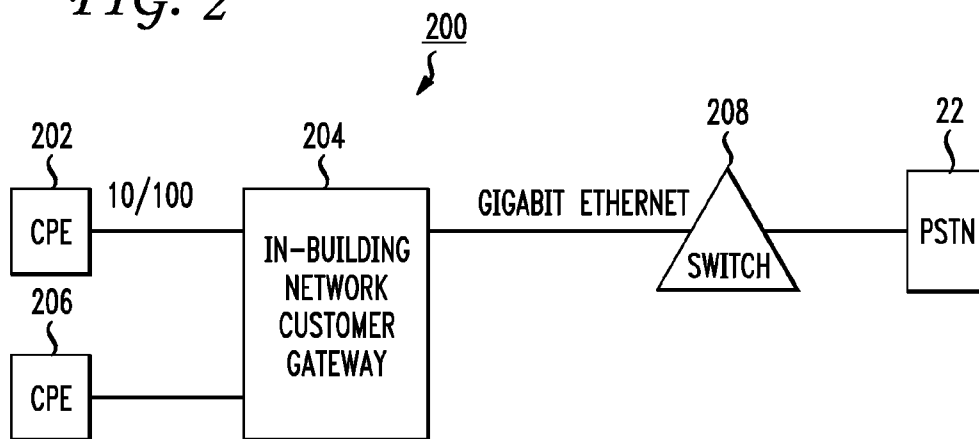 FIG. 2
200
202
204
208
22
10/100
GIGABIT ETHERNET
CPE
IN-BUILDING
NETWORK
CUSTOMER
GATEWAY
SWITCH
PSTN
206
CPE